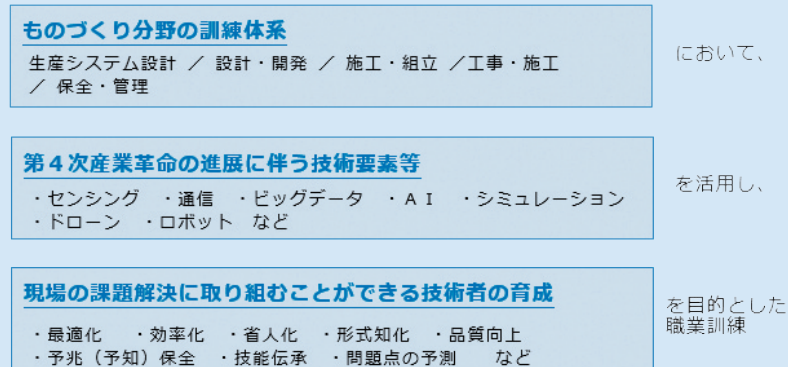 ものづくり分野の訓練体系
生産システム設計 ／ 設計・開発 ／ 施工・組立 ／工事・施工
／ 保全・管理
において、
第４次産業革命の進展に伴う技術要素等
・センシング ・通信 ・ビッグデータ ・ＡＩ ・シミュレーション
・ドローン ・ロボット など
を活用し、
現場の課題解決に取り組むことができる技術者の育成
・最適化 ・効率化 ・省人化 ・形式知化 ・品質向上
・予兆（予知）保全 ・技能伝承 ・問題点の予測 など
を目的とした
職業訓練